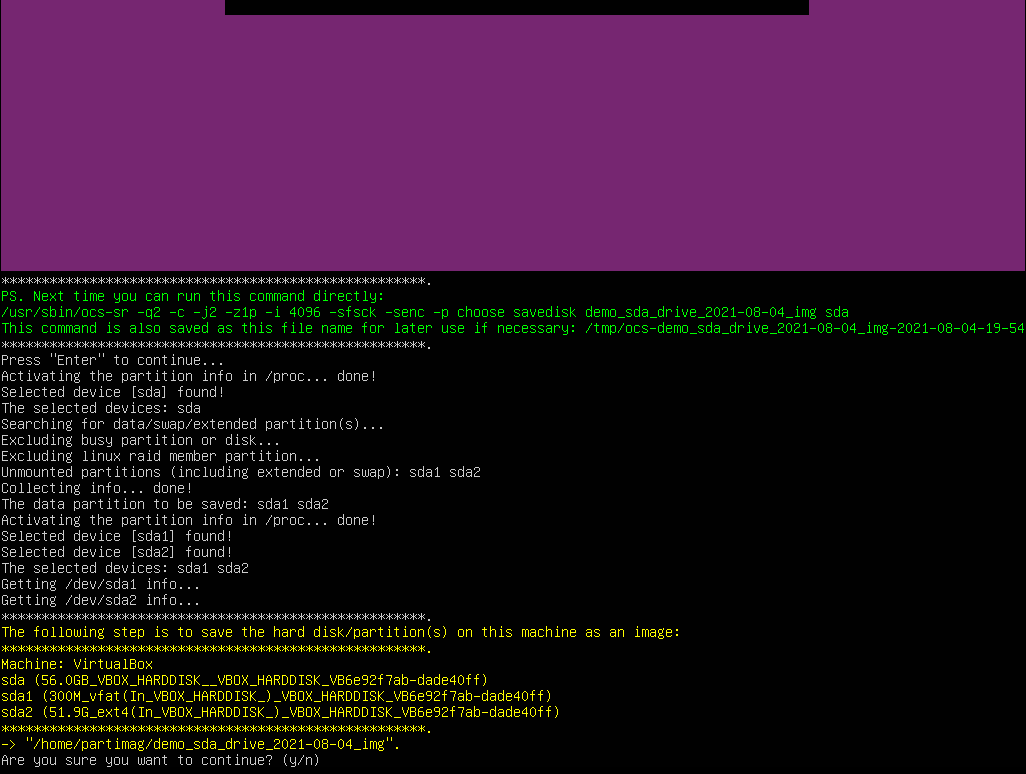 *****************************************************.
PS. Next time you can run this command directly:
/usr/sbin/ocs-sr -q2 -c -j2 -z1p -i 4096 -sfsck -senc -p choose savedisk demo_sda_drive_2021-08-04_img sda
This command is also saved as this file name for later use if necessary: /tmp/ocs-demo_sda_drive_2021-08-04_img-2021-08-04-19-54
*****************************************************.
Press "Enter" to continue...
Activating the partition info in /proc... done!
Selected device [sda] found!
The selected devices: sda
Searching for data/swap/extended partition(s)...
Excluding busy partition or disk...
Excluding linux raid member partition...
Unmounted partitions (including extended or swap): sda1 sda2
Collecting info... done!
The data partition to be saved: sda1 sda2
Activating the partition info in /proc... done!
Selected device [sda1] found!
Selected device [sda2] found!
The selected devices: sda1 sda2
Getting /dev/sda1 info...
Getting /dev/sda2 info...
*****************************************************.
The following step is to save the hard disk/partition(s) on this machine as an image:
*****************************************************.
Machine: VirtualBox
sda (56.0GB_VBOX_HARDDISK__VBOX_HARDDISK_VB6e92f7ab-dade40ff)
sda1 (300M_vfat(In_VBOX_HARDDISK_)_VBOX_HARDDISK_VB6e92f7ab-dade40ff)
sda2 (51.9G_ext4(In_VBOX_HARDDISK_)_VBOX_HARDDISK_VB6e92f7ab-dade40ff)
*****************************************************.
-> "/home/partimag/demo_sda_drive_2021-08-04_img".
Are you sure you want to continue? (y/n)